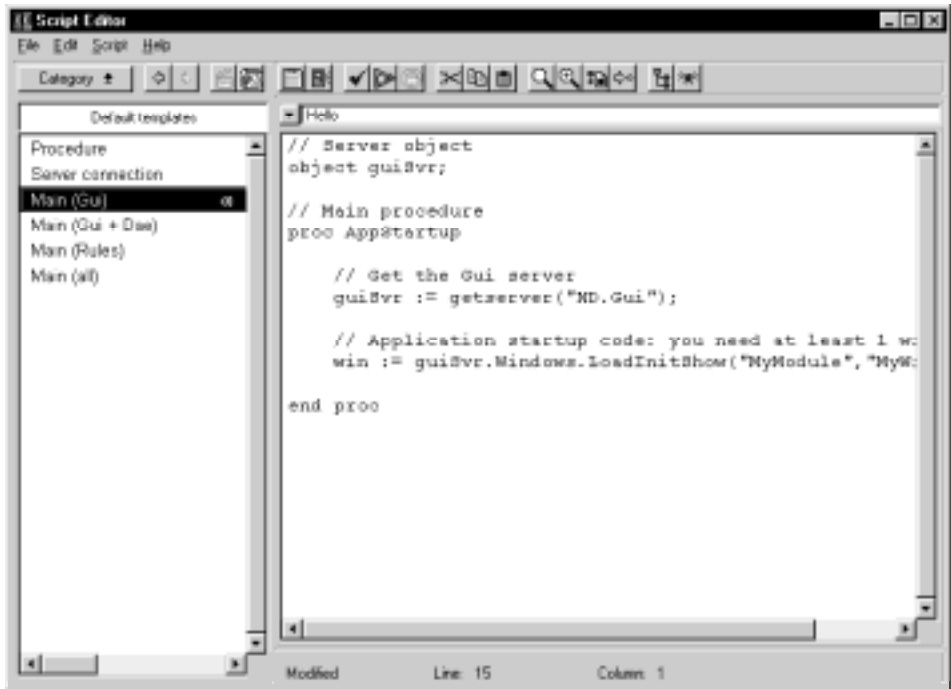 Script Editor
File Edit Script Help
Category
Default templates
Procedure
Server connection
Main (Gui)
Main (Gui + Dae)
Main (Rules)
Main (all)
Hello
// Server object
object guiSvr;
// Main procedure
proc AppStartup
// Get the Gui server
guiSvr := getserver("ND.Gui");
// Application startup code: you need at least 1 wi
win := guiSvr.Windows.LoadInitShow("MyModule","MyWi
end proc
Modified Line: 15 Column: 1